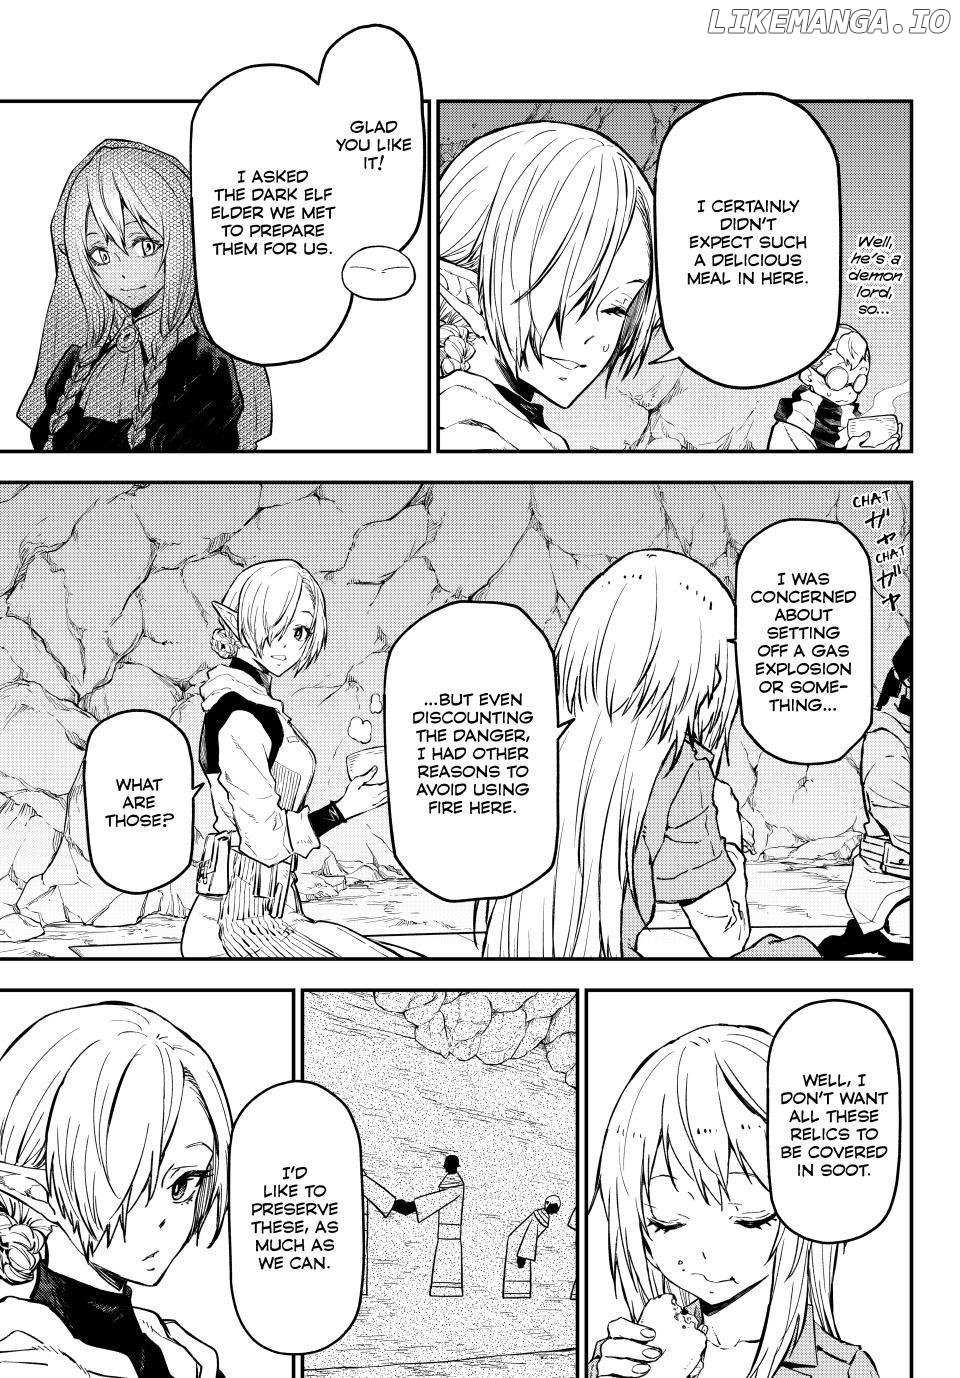 LIKEMANGA.IO
I CERTAINLY
DIDN'T
EXPECT SUCH
A DELICIOUS
MEAL IN HERE.
Well,
he's a
demon
lord,
so...
GLAD
YOU LIKE
IT!
I ASKED
THE DARK ELF
ELDER WE MET
TO PREPARE
THEM FOR US.
CHAT
ガヤ
CHAT
ガヤ
I WAS
CONCERNED
ABOUT
SETTING
OFF A GAS
EXPLOSION
OR SOME-
THING...
...BUT EVEN
DISCOUNTING
THE DANGER,
I HAD OTHER
REASONS TO
AVOID USING
FIRE HERE.
WHAT
ARE
THOSE?
WELL, I
DON'T WANT
ALL THESE
RELICS TO
BE COVERED
IN SOOT.
I'D
LIKE TO
PRESERVE
THESE, AS
MUCH AS
WE CAN.